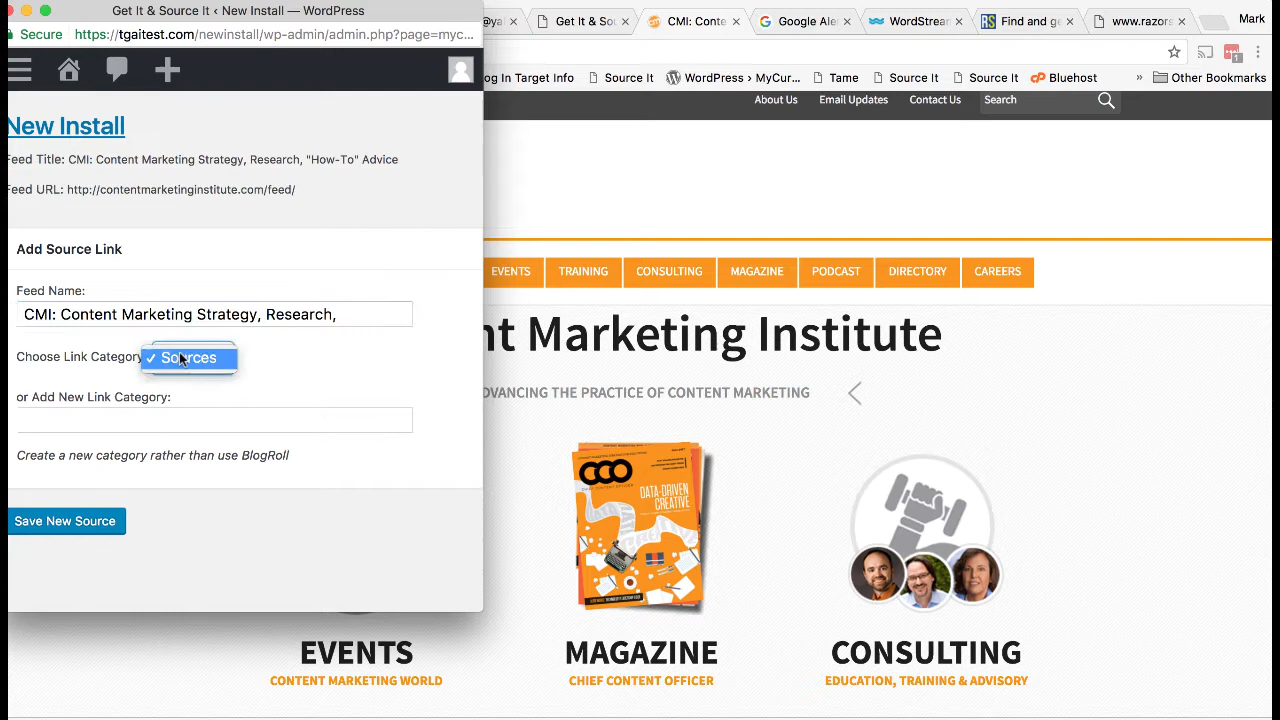 Get It & Source It ‹ New Install — WordPress
Secure https://tgaitest.com/newinstall/wp-admin/admin.php?page=myc...
New Install
Feed Title: CMI: Content Marketing Strategy, Research, "How-To" Advice
Feed URL: http://contentmarketinginstitute.com/feed/
Add Source Link
Feed Name:
CMI: Content Marketing Strategy, Research,
Choose Link Category
✓ Sources
or Add New Link Category:
Create a new category rather than use BlogRoll
Save New Source
@ya
Get It & Sou
CMI: Conte
Google Ale
WordStrea
Find and ge
www.razors
Mark
og In Target Info
Source It
WordPress › MyCur...
Tame
Source It
Source It
Bluehost
»
Other Bookmarks
About Us
Email Updates
Contact Us
Search
EVENTS
TRAINING
CONSULTING
MAGAZINE
PODCAST
DIRECTORY
CAREERS
nt Marketing Institute
ADVANCING THE PRACTICE OF CONTENT MARKETING
CCO
DATA-DRIVEN
CREATIVE
EVENTS
CONTENT MARKETING WORLD
MAGAZINE
CHIEF CONTENT OFFICER
CONSULTING
EDUCATION, TRAINING & ADVISORY